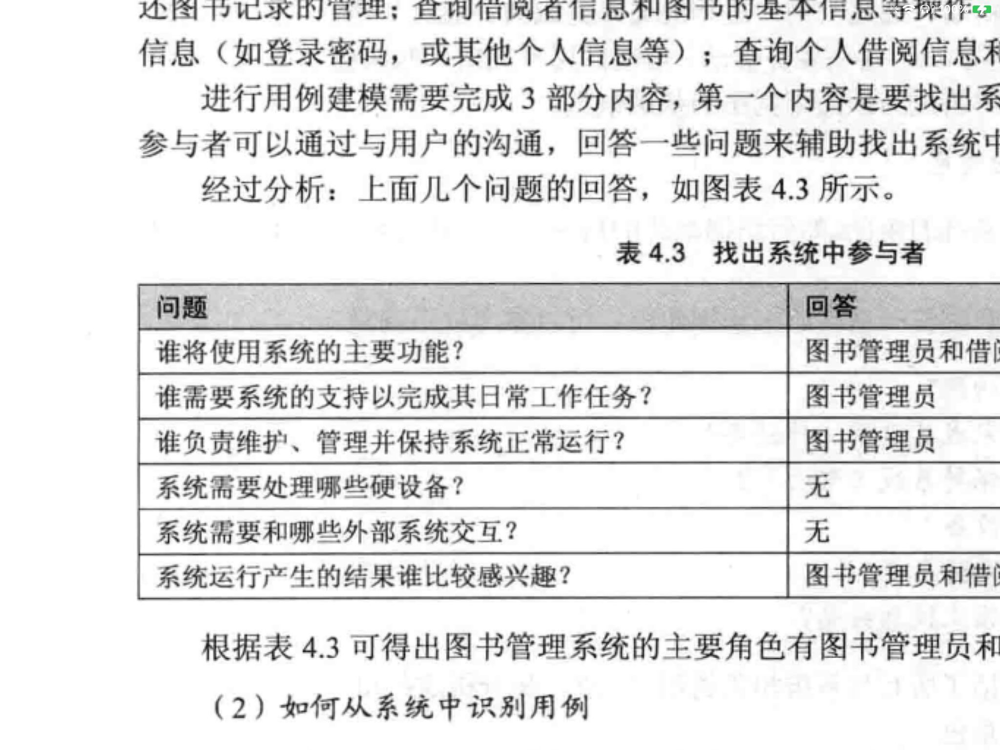 还图书记录的管理；查询借阅者信息和图书的基本信息等操作。
100%
信息（如登录密码，或其他个人信息等）；查询个人借阅信息和
进行用例建模需要完成 3 部分内容，第一个内容是要找出系
参与者可以通过与用户的沟通，回答一些问题来辅助找出系统中
经过分析：上面几个问题的回答，如图表 4.3 所示。
表 4.3 找出系统中参与者
问题 回答
谁将使用系统的主要功能？ 图书管理员和借
谁需要系统的支持以完成其日常工作任务？ 图书管理员
谁负责维护、管理并保持系统正常运行？ 图书管理员
系统需要处理哪些硬设备？ 无
系统需要和哪些外部系统交互？ 无
系统运行产生的结果谁比较感兴趣？ 图书管理员和借
根据表 4.3 可得出图书管理系统的主要角色有图书管理员和
（2）如何从系统中识别用例